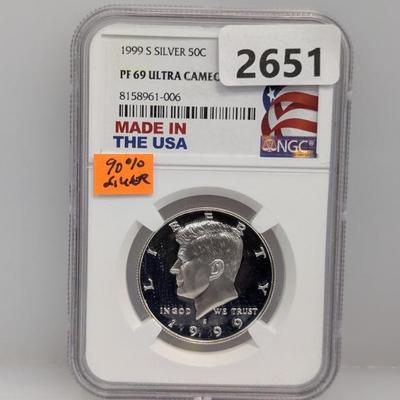 1999 S SILVER 50C
PF 69 ULTRA CAMEO
8158961-006
2651
MADE IN
THE USA
NGC
90%
SILVER
LIBERTY
IN GOD WE TRUST
S
1999